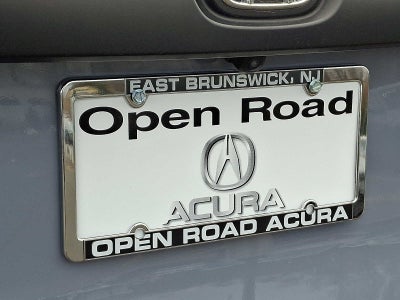 EAST BRUNSWICK, NJ
Open Road
ACURA
OPEN ROAD ACURA